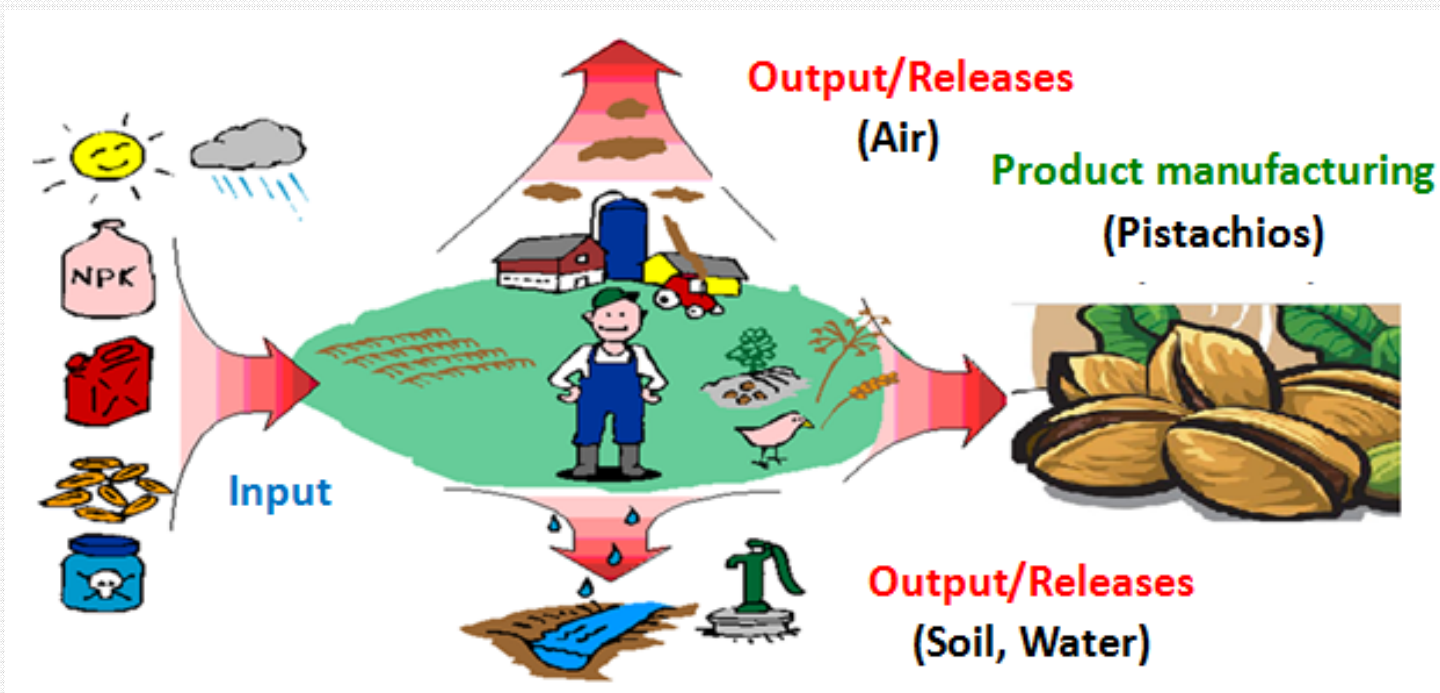 Output/Releases
(Air)
Product manufacturing
(Pistachios)
NPK
Input
Output/Releases
(Soil, Water)